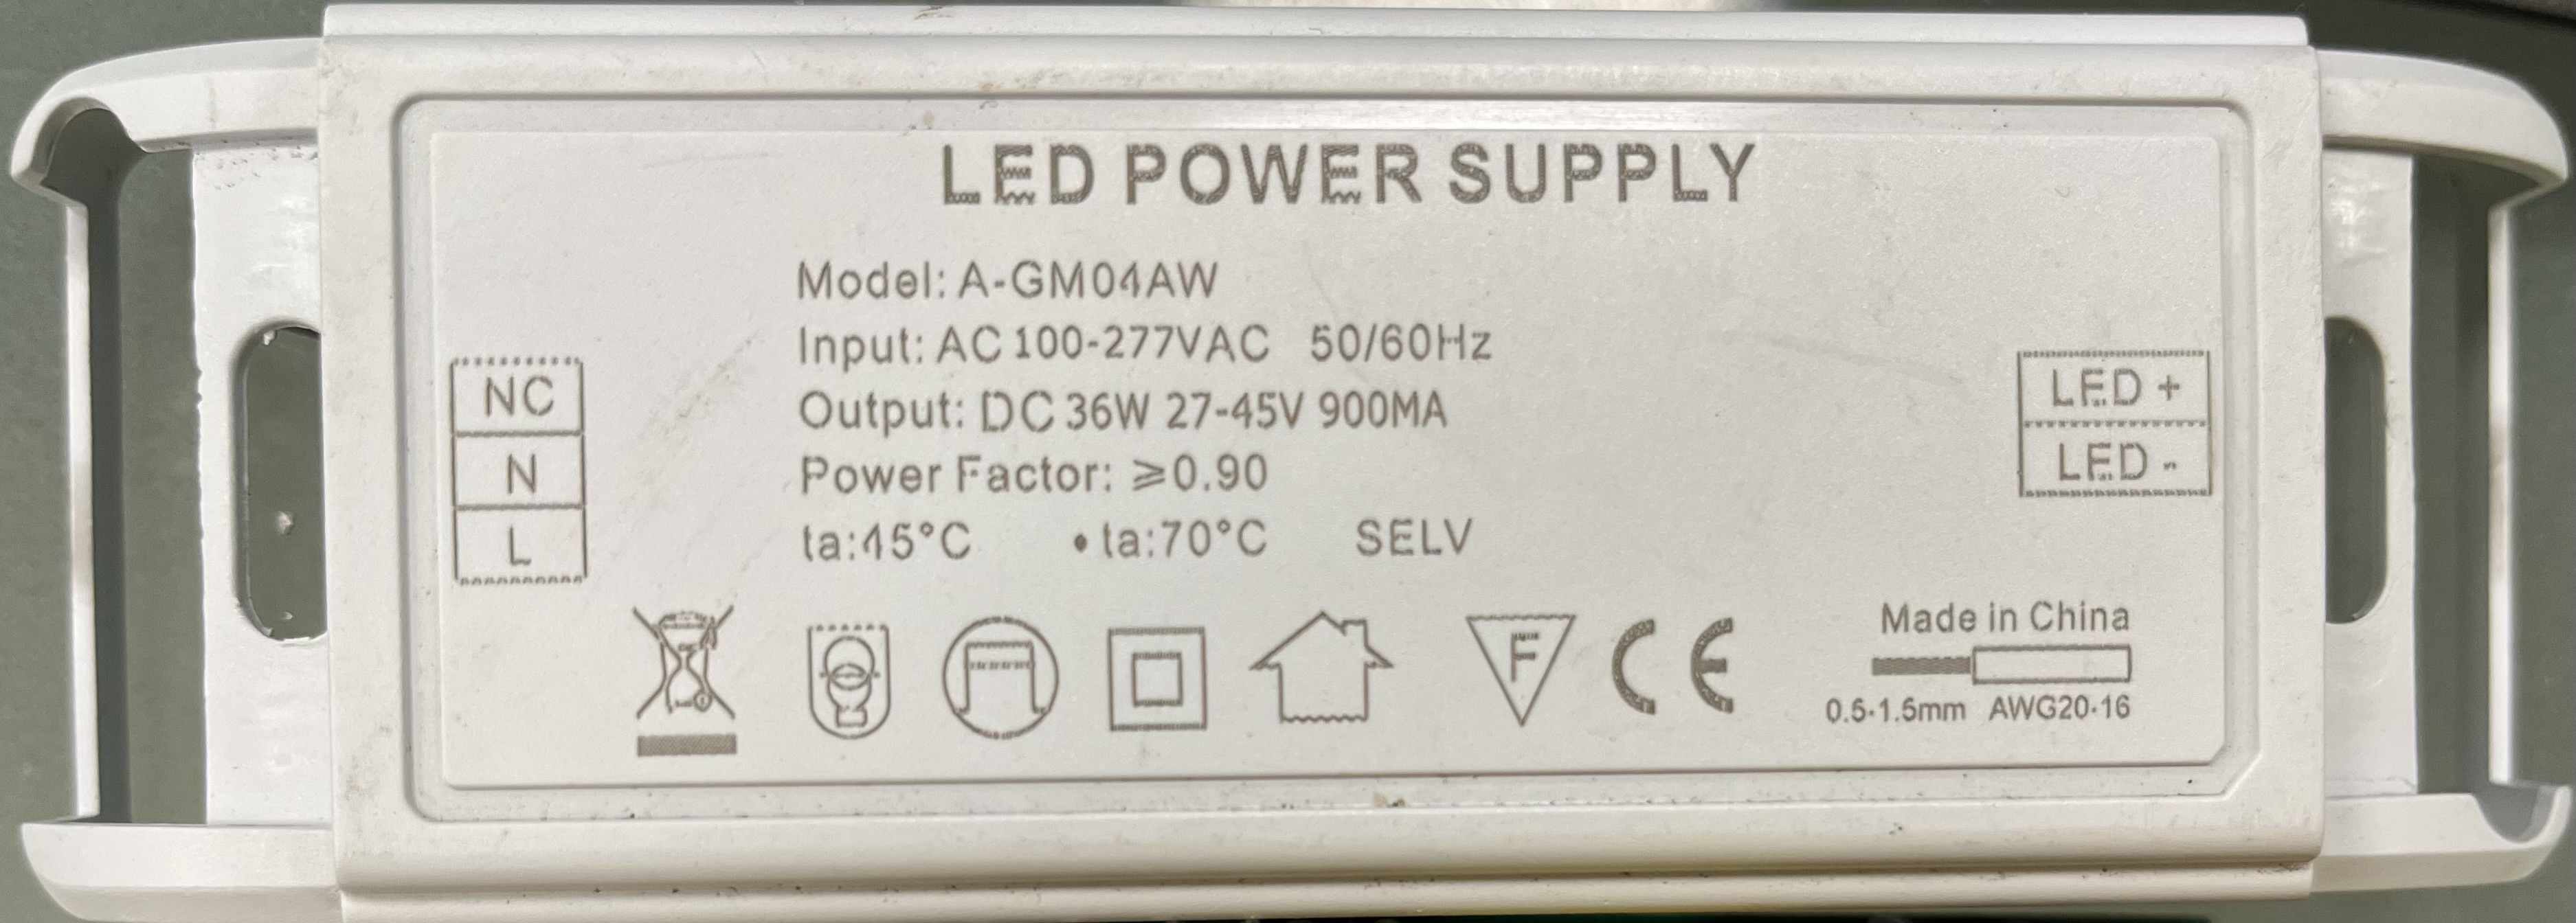 LED POWER SUPPLY
Model: A-GM04AW
Input: AC 100-277VAC 50/60Hz
Output: DC 36W 27-45V 900MA
Power Factor: ⩾0.90
ta:45°C •ta:70°C SELV
NC
N
L
LED +
LED -
F
CE
Made in China
0.5-1.5mm AWG20-16